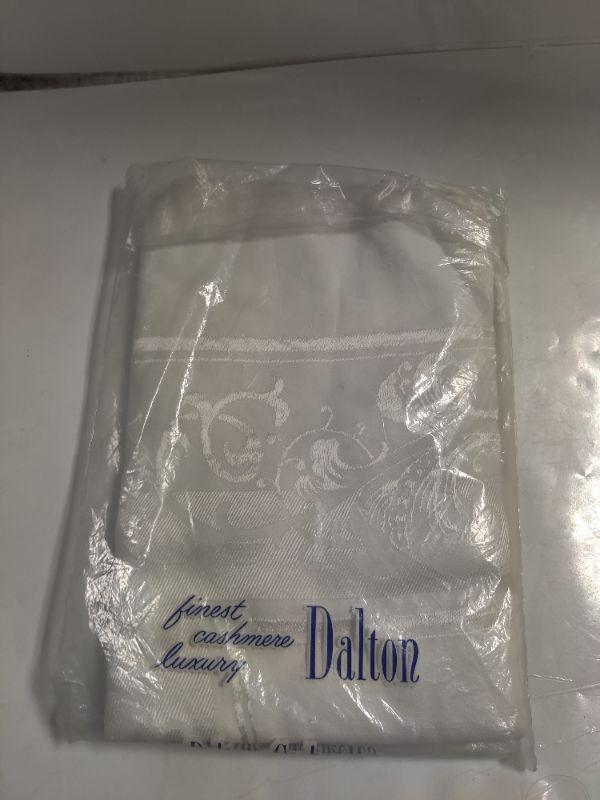 finest
cashmere
luxury
Dalton